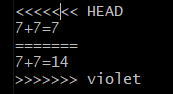 <<<<<<< HEAD
7+7=7
=======
7+7=14
>>>>>>> violet